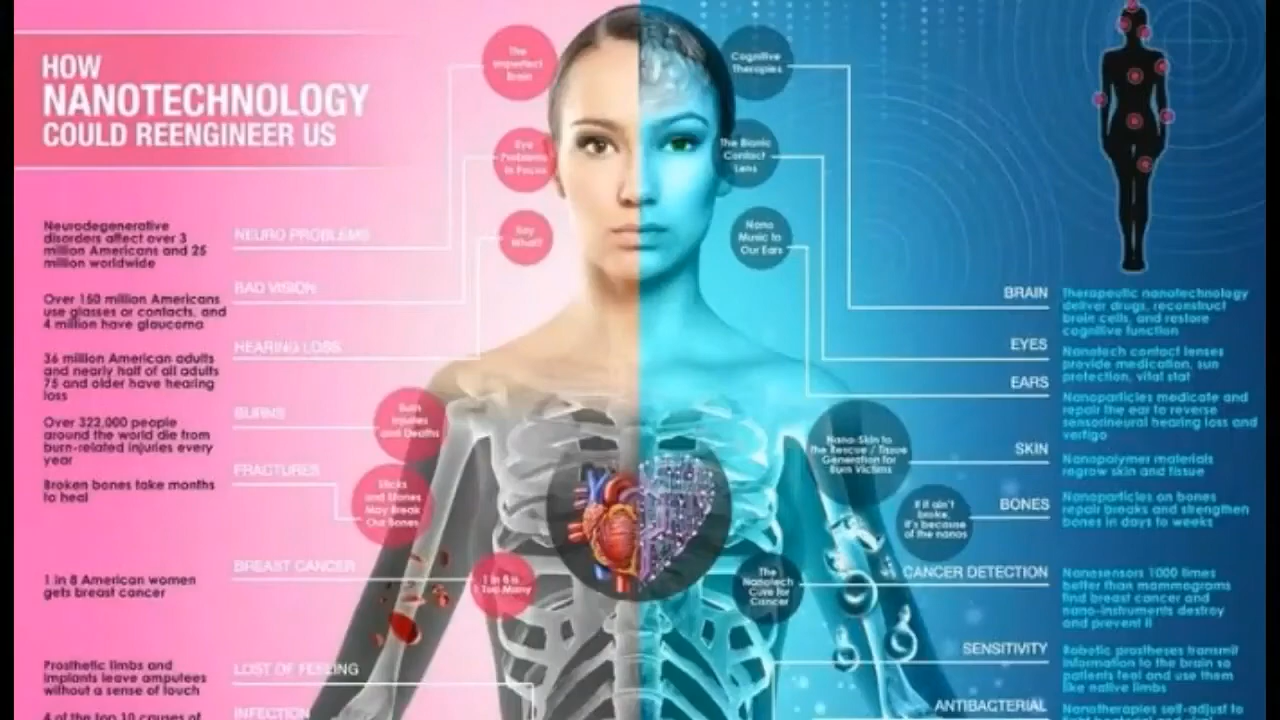 HOW
NANOTECHNOLOGY
COULD REENGINEER US
Neurodegenerative
disorders affect over 3
million Americans and 25
million worldwide
NEURO PROBLEMS
Over 150 million Americans
use glasses or contacts, and
4 million have glaucoma
BAD VISION
36 million American adults
and nearly half of all adults
75 and older have hearing
loss
HEARING LOSS
Over 322,000 people
around the world die from
burn-related injuries every
year
BURNS
Broken bones take months
to heal
FRACTURES
1 in 8 American women
gets breast cancer
BREAST CANCER
Prosthetic limbs and
implants leave amputees
without a sense of touch
LOST OF FEELING
4 of the top 10 causes of
INFECTION
The
Imperfect
Brain
Eye
Problems
In Focus
Say
What?
Burn
Injuries
and Deaths
Sticks
and Stones
May Break
Our Bones
1 in 8 is
1 Too Many
Cognitive
Therapies
The Bionic
Contact
Lens
Nano
Music to
Our Ears
Nano-Skin to
the Rescue / Tissue
Generation for
Burn Victims
If it ain't
broke,
it's because
of the nanos
The
Nanotech
Cure for
Cancer
BRAIN
Therapeutic nanotechnology
deliver drugs, reconstruct
brain cells, and restore
cognitive function
EYES
Nanotech contact lenses
provide medication, sun
protection, vital stat
EARS
Nanoparticles medicate and
repair the ear to reverse
sensorineural hearing loss and
vertigo
SKIN
Nanopolymer materials
regrow skin and tissue
BONES
Nanoparticles on bones
repair breaks and strengthen
bones in days to weeks
CANCER DETECTION
Nanosensors 1000 times
better than mammograms
find breast cancer and
nano-instruments destroy
and prevent it
SENSITIVITY
Robotic prostheses transmit
information to the brain so
patients feel and use them
like native limbs
ANTIBACTERIAL
Nanotherapies self-adjust to